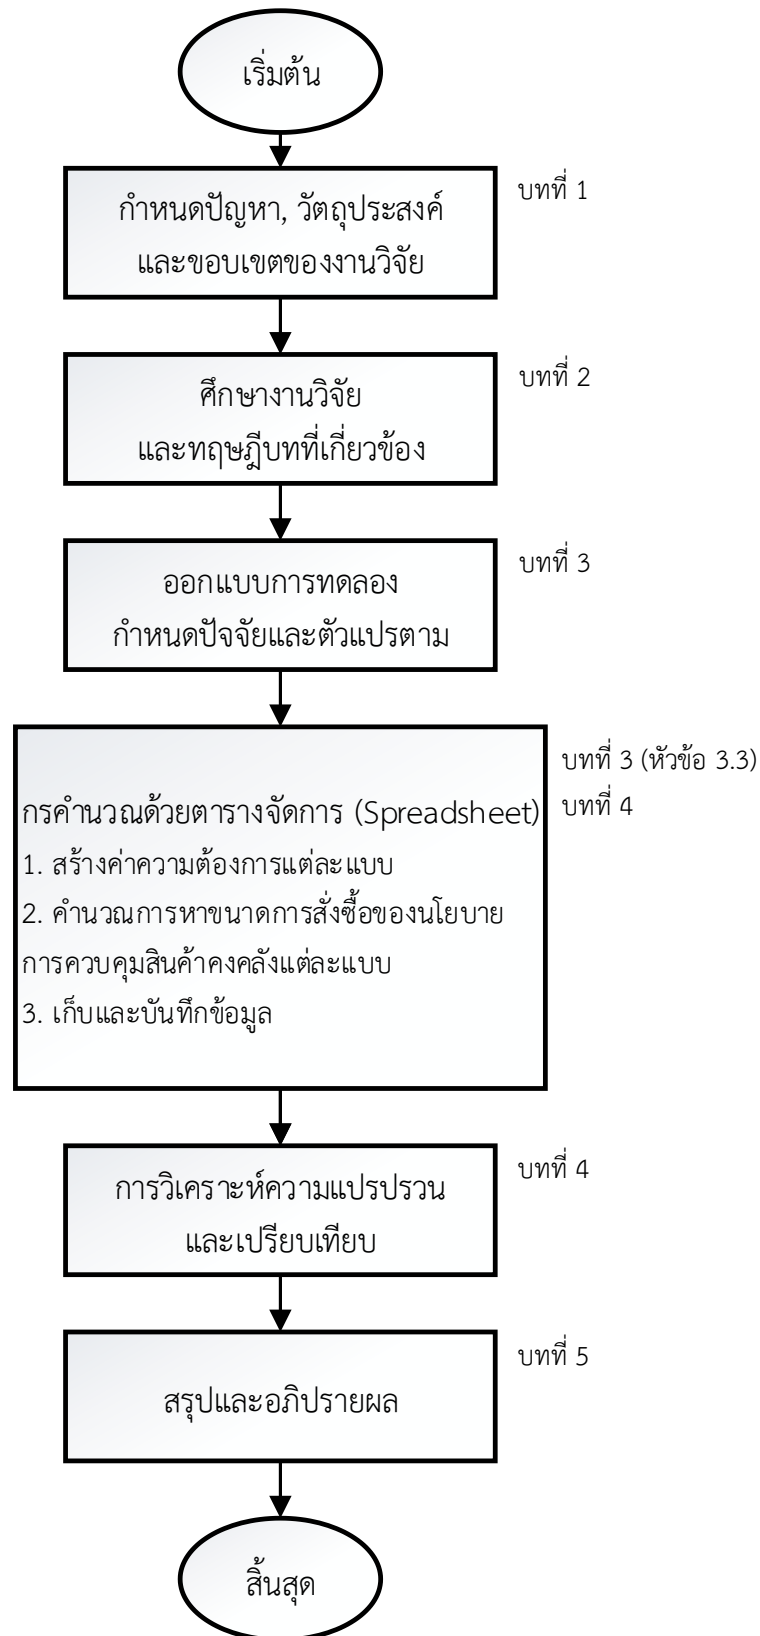 เริ่มต้น
กำหนดปัญหา, วัตถุประสงค์
และขอบเขตของงานวิจัย
บทที่ 1
ศึกษางานวิจัย
และทฤษฎีบทที่เกี่ยวข้อง
บทที่ 2
ออกแบบการทดลอง
กำหนดปัจจัยและตัวแปรตาม
บทที่ 3
กรคำนวณด้วยตารางจัดการ (Spreadsheet)
1. สร้างค่าความต้องการแต่ละแบบ
2. คำนวณการหาขนาดการสั่งซื้อของนโยบาย
การควบคุมสินค้าคงคลังแต่ละแบบ
3. เก็บและบันทึกข้อมูล
บทที่ 3 (หัวข้อ 3.3)
บทที่ 4
การวิเคราะห์ความแปรปรวน
และเปรียบเทียบ
บทที่ 4
สรุปและอภิปรายผล
บทที่ 5
สิ้นสุด